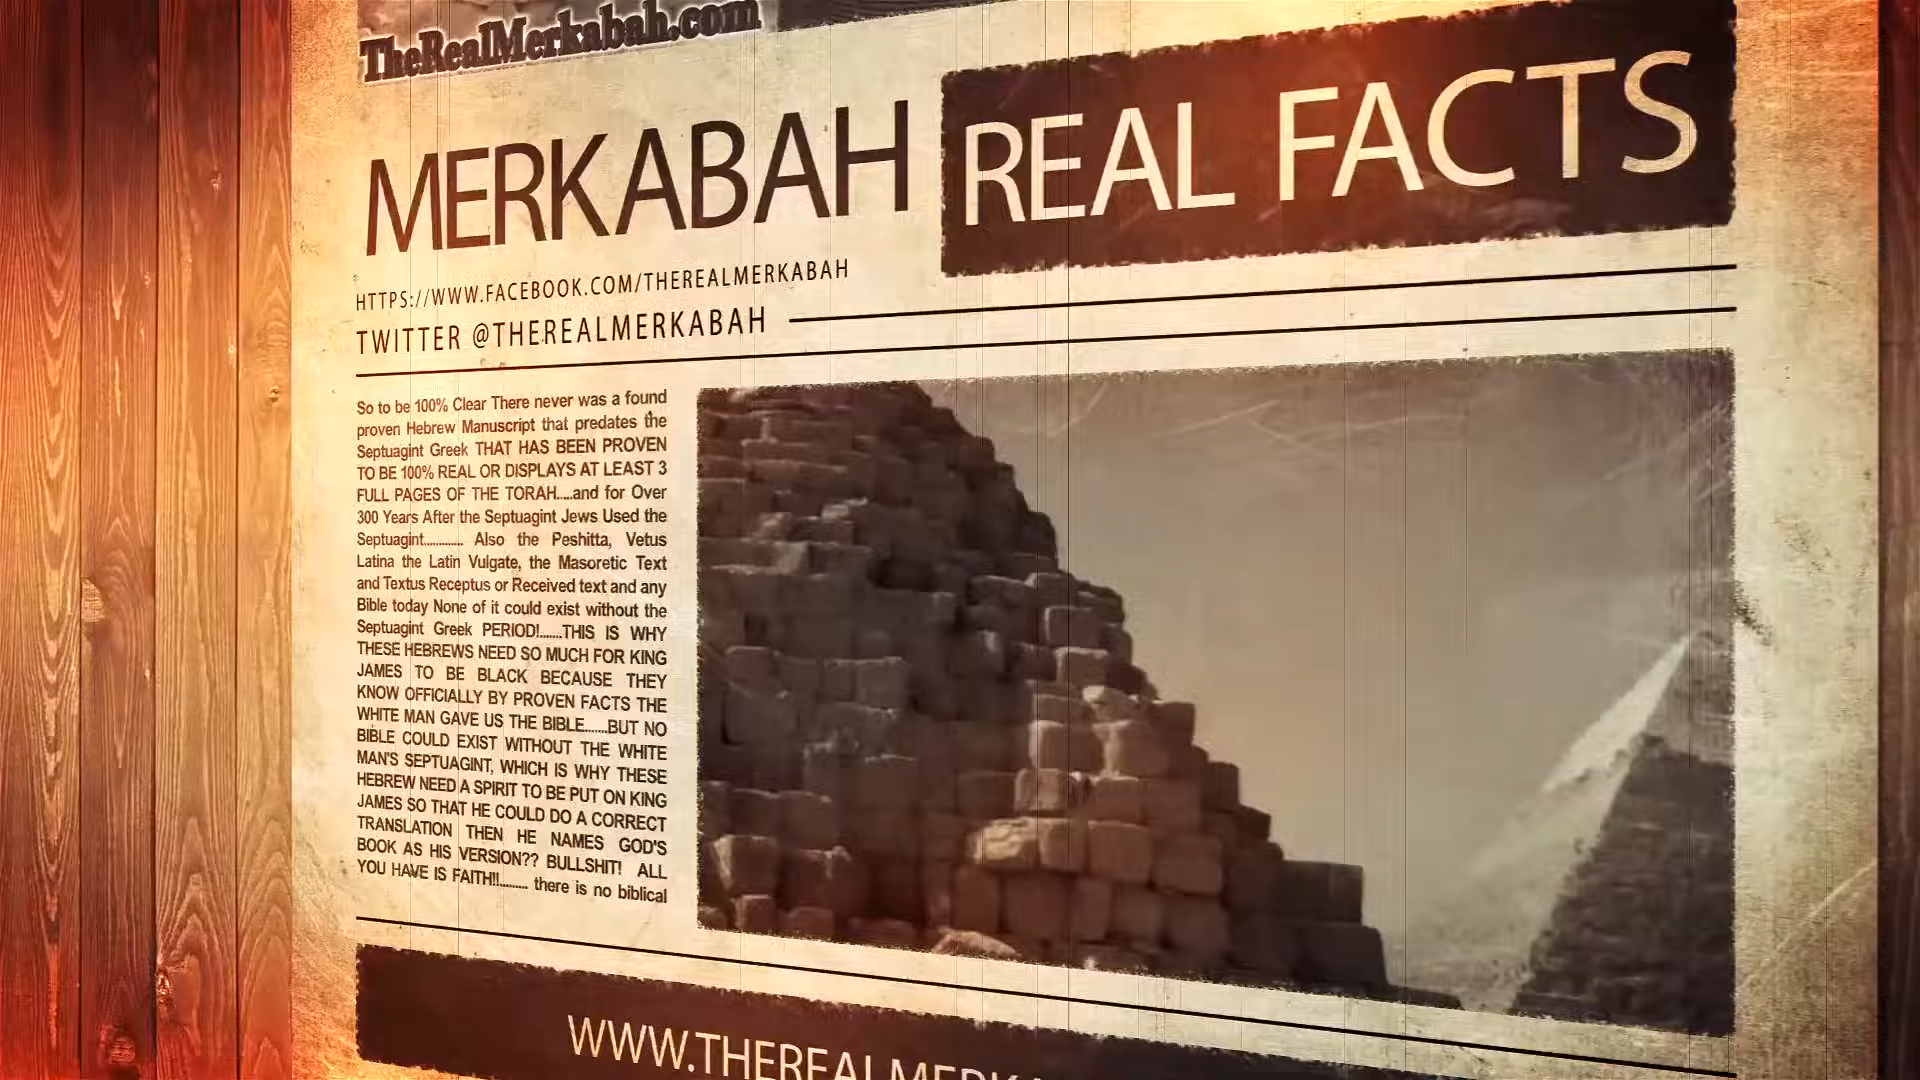 TheRealMerkabah.com
MERKABAH REAL FACTS
HTTPS://WWW.FACEBOOK.COM/THEREALMERKABAH
TWITTER @THEREALMERKABAH
So to be 100% Clear There never was a found
proven Hebrew Manuscript that predates the
Septuagint Greek THAT HAS BEEN PROVEN
TO BE 100% REAL OR DISPLAYS AT LEAST 3
FULL PAGES OF THE TORAH.....and for Over
300 Years After the Septuagint Jews Used the
Septuagint............ Also the Peshitta, Vetus
Latina the Latin Vulgate, the Masoretic Text
and Textus Receptus or Received text and any
Bible today None of it could exist without the
Septuagint Greek PERIOD!.......THIS IS WHY
THESE HEBREWS NEED SO MUCH FOR KING
JAMES TO BE BLACK BECAUSE THEY
KNOW OFFICIALLY BY PROVEN FACTS THE
WHITE MAN GAVE US THE BIBLE.......BUT NO
BIBLE COULD EXIST WITHOUT THE WHITE
MAN'S SEPTUAGINT, WHICH IS WHY THESE
HEBREW NEED A SPIRIT TO BE PUT ON KING
JAMES SO THAT HE COULD DO A CORRECT
TRANSLATION THEN HE NAMES GOD'S
BOOK AS HIS VERSION?? BULLSHIT! ALL
YOU HAVE IS FAITH!!......... there is no biblical